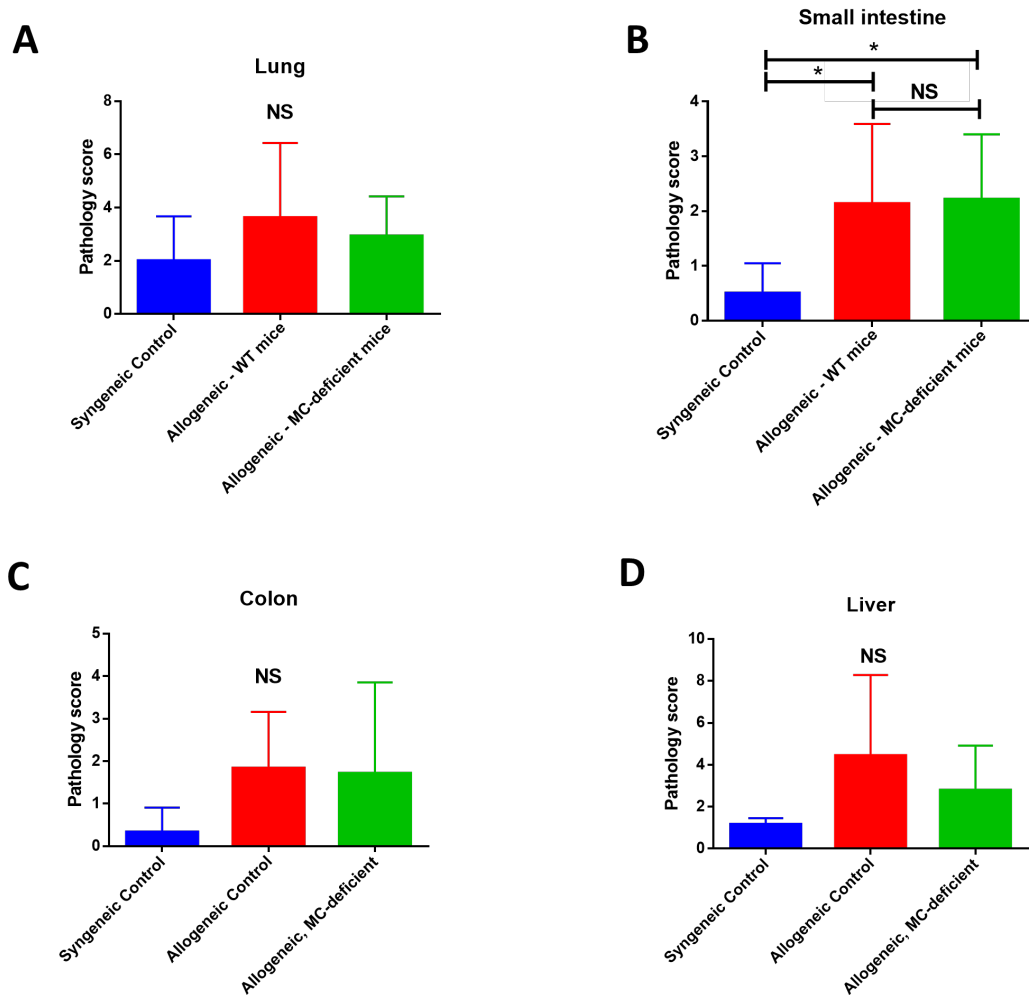 A
Lung
NS
Pathology score
8
6
4
2
0
Syngeneic Control
Allogeneic - WT mice
Allogeneic - MC-deficient mice
B
Small intestine
*
*
NS
Pathology score
4
3
2
1
0
Syngeneic Control
Allogeneic - WT mice
Allogeneic - MC-deficient mice
C
Colon
NS
Pathology score
5
4
3
2
1
0
Syngeneic Control
Allogeneic Control
Allogeneic, MC-deficient
D
Liver
NS
Pathology score
10
8
6
4
2
0
Syngeneic Control
Allogeneic Control
Allogeneic, MC-deficient